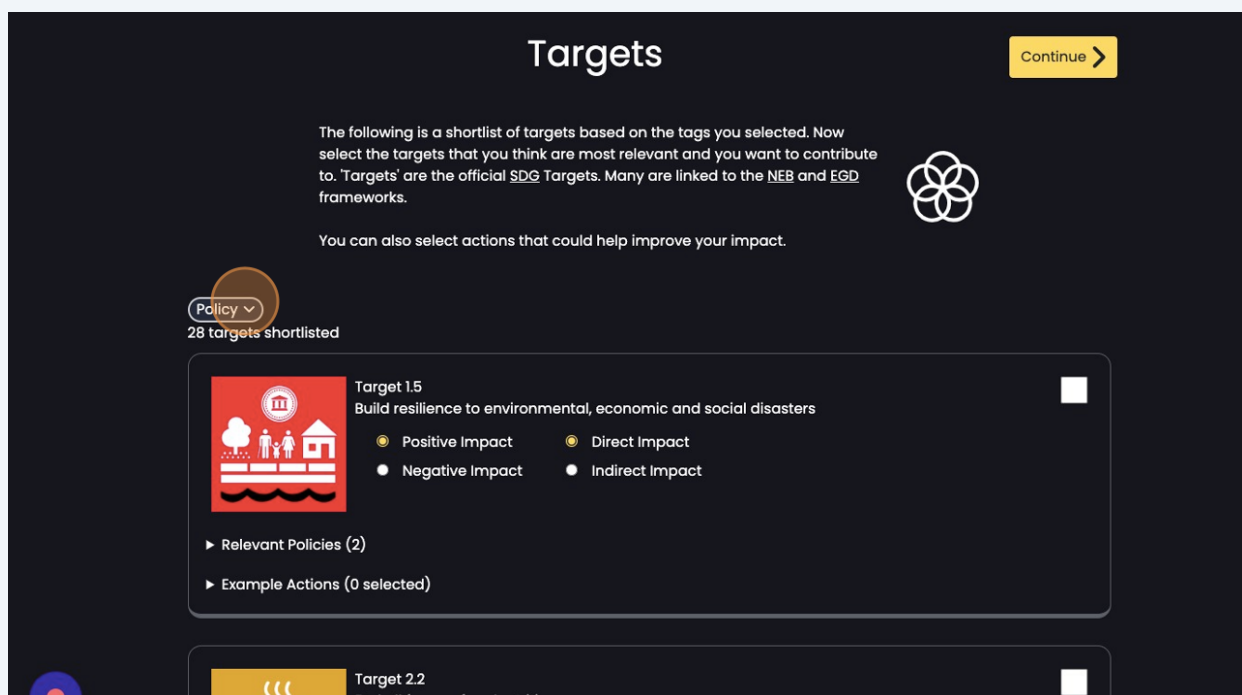 Targets
Continue
The following is a shortlist of targets based on the tags you selected. Now
select the targets that you think are most relevant and you want to contribute
to. 'Targets' are the official SDG Targets. Many are linked to the NEB and EGD
frameworks.
You can also select actions that could help improve your impact.
Policy
28 targets shortlisted
Target 1.5
Build resilience to environmental, economic and social disasters
Positive Impact Direct Impact
Negative Impact Indirect Impact
Relevant Policies (2)
Example Actions (0 selected)
Target 2.2